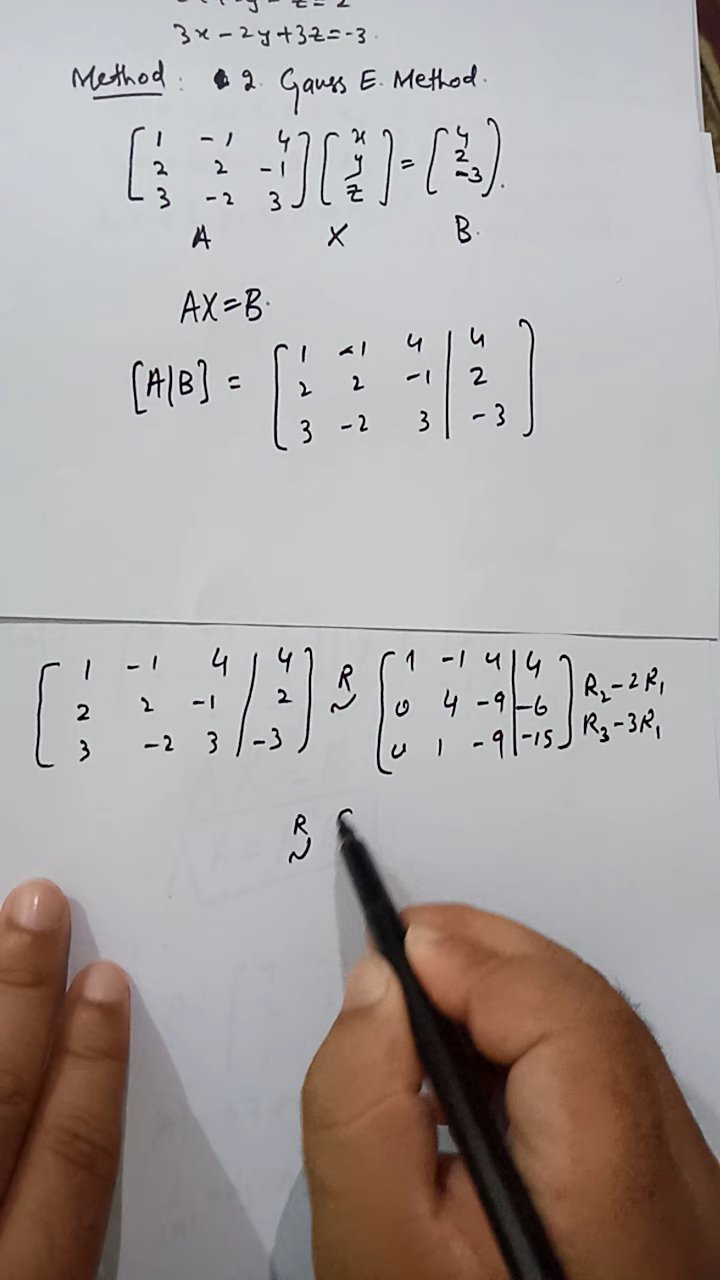 3x-2y+3z=-3.
Method: 2. Gauss E. Method.
[1 -1 4] [x] = [4]
[2 2 -1] [y] [2]
[3 -2 3] [z] [-3].
A X B.
AX=B.
[A|B] = [1 -1 4 | 4]
[2 2 -1 | 2]
[3 -2 3 | -3]
[1 -1 4 | 4] R ~ [1 -1 4 | 4]
[2 2 -1 | 2] [0 4 -9 | -6] R₂-2R₁
[3 -2 3 | -3] [0 1 -9 | -15] R₃-3R₁
R
~